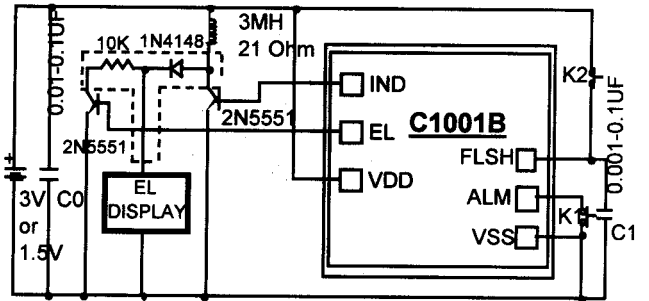 0.01-0.1UF
10K
1N4148
3MH
21 Ohm
2N5551
2N5551
+
3V
or
1.5V
C0
EL
DISPLAY
IND
EL
VDD
C1001B
FLSH
ALM
VSS
K2
0.001-0.1UF
K1
C1